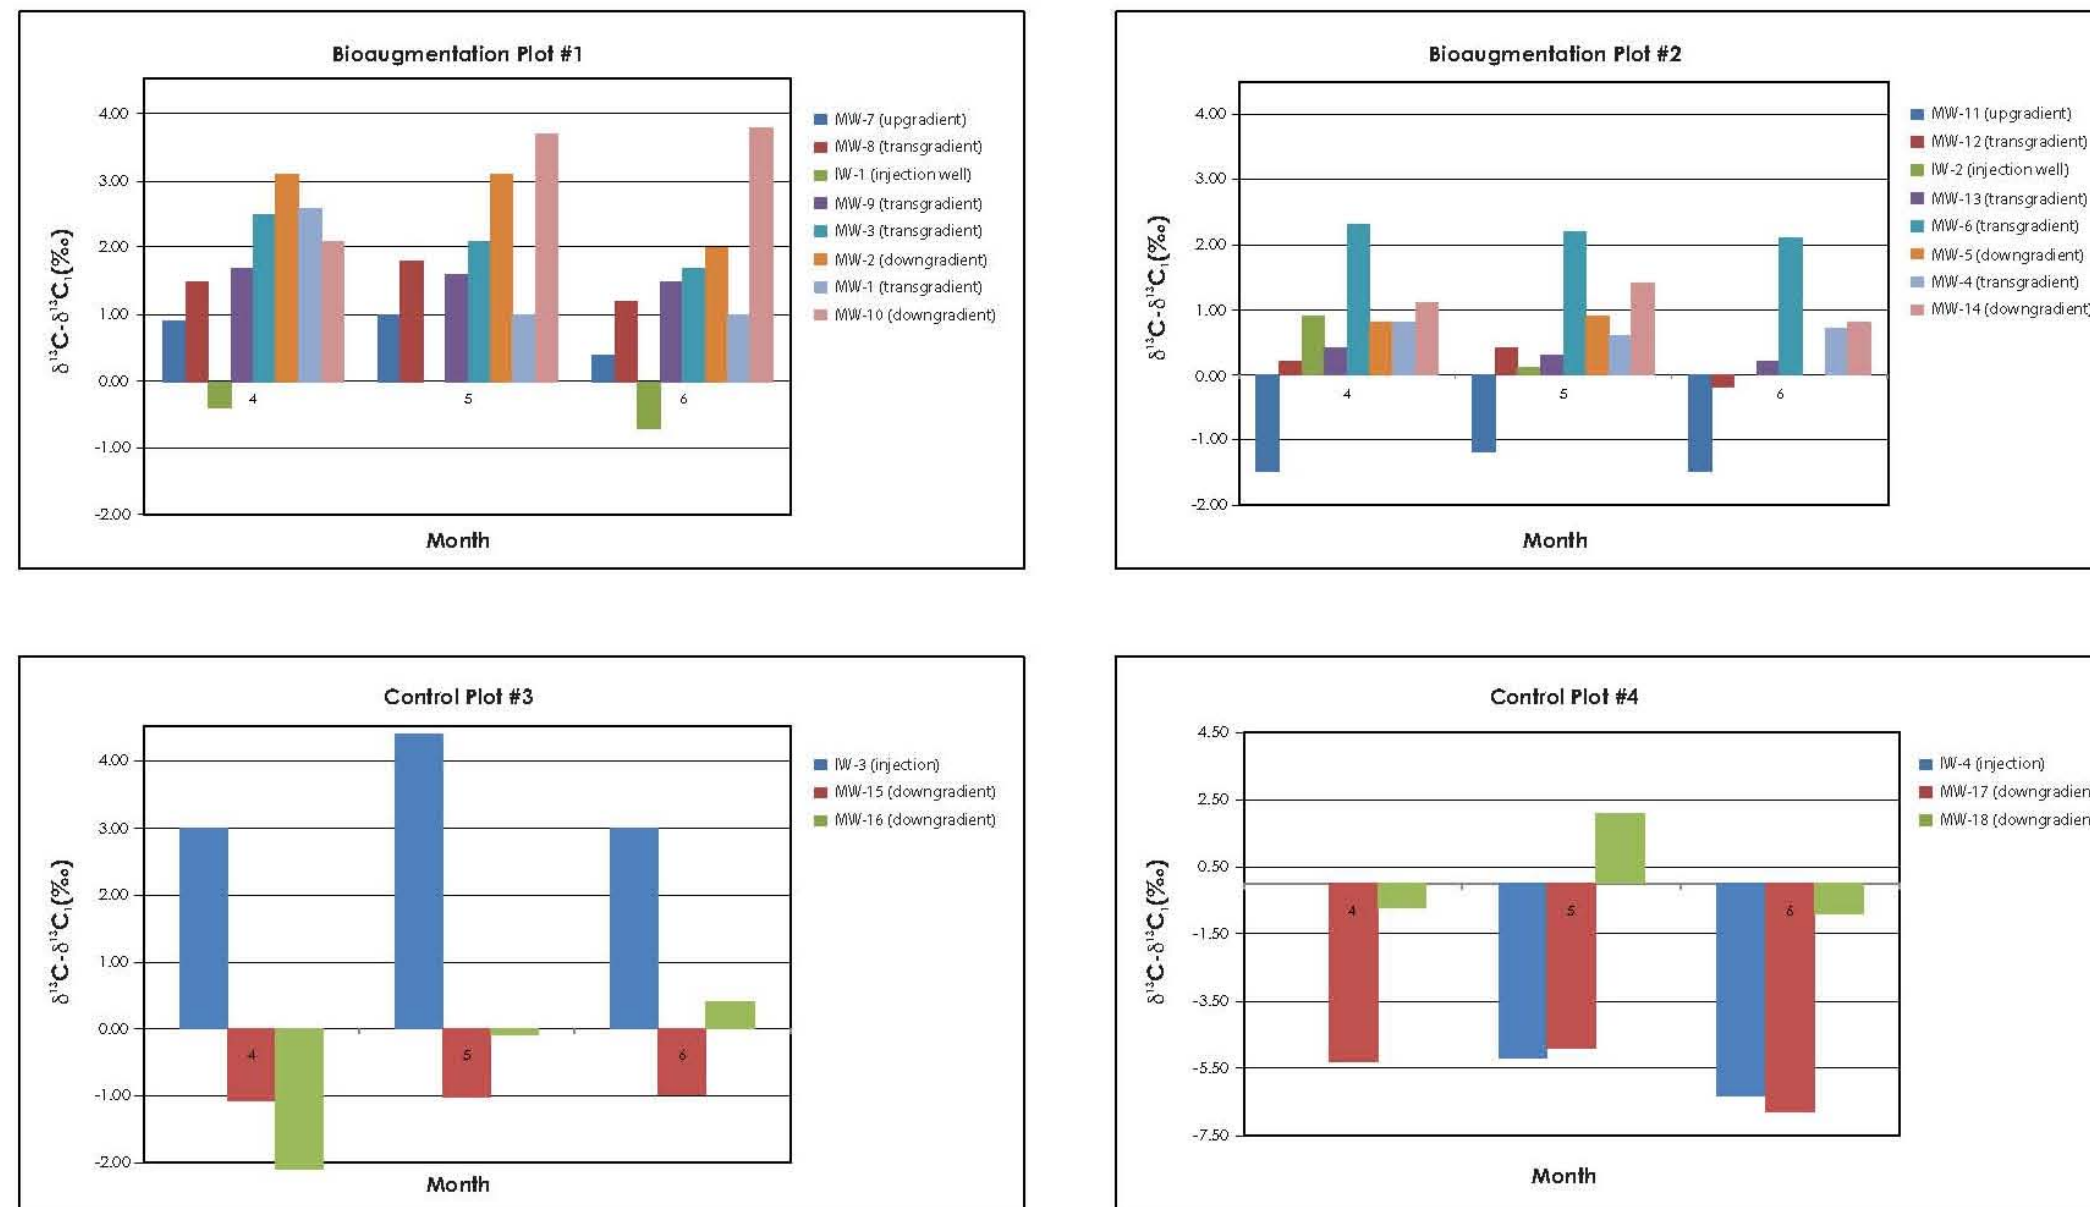 Bioaugmentation Plot #1
4.00
3.00
2.00
1.00
0.00
-1.00
-2.00
δ¹³C-δ¹³C₁(‰)
4 5 6
Month
MW-7 (upgradient)
MW-8 (transgradient)
IW-1 (injection well)
MW-9 (transgradient)
MW-3 (transgradient)
MW-2 (downgradient)
MW-1 (transgradient)
MW-10 (downgradient)
Bioaugmentation Plot #2
4.00
3.00
2.00
1.00
0.00
-1.00
-2.00
δ¹³C-δ¹³C₁(‰)
4 5 6
Month
MW-11 (upgradient)
MW-12 (transgradient)
IW-2 (injection well)
MW-13 (transgradient)
MW-6 (transgradient)
MW-5 (downgradient)
MW-4 (transgradient)
MW-14 (downgradient)
Control Plot #3
4.00
3.00
2.00
1.00
0.00
-1.00
-2.00
δ¹³C-δ¹³C₁(‰)
4 5 6
Month
IW-3 (injection)
MW-15 (downgradient)
MW-16 (downgradient)
Control Plot #4
4.50
2.50
0.50
-1.50
-3.50
-5.50
-7.50
δ¹³C-δ¹³C₁(‰)
4 5 6
Month
IW-4 (injection)
MW-17 (downgradien
MW-18 (downgradien